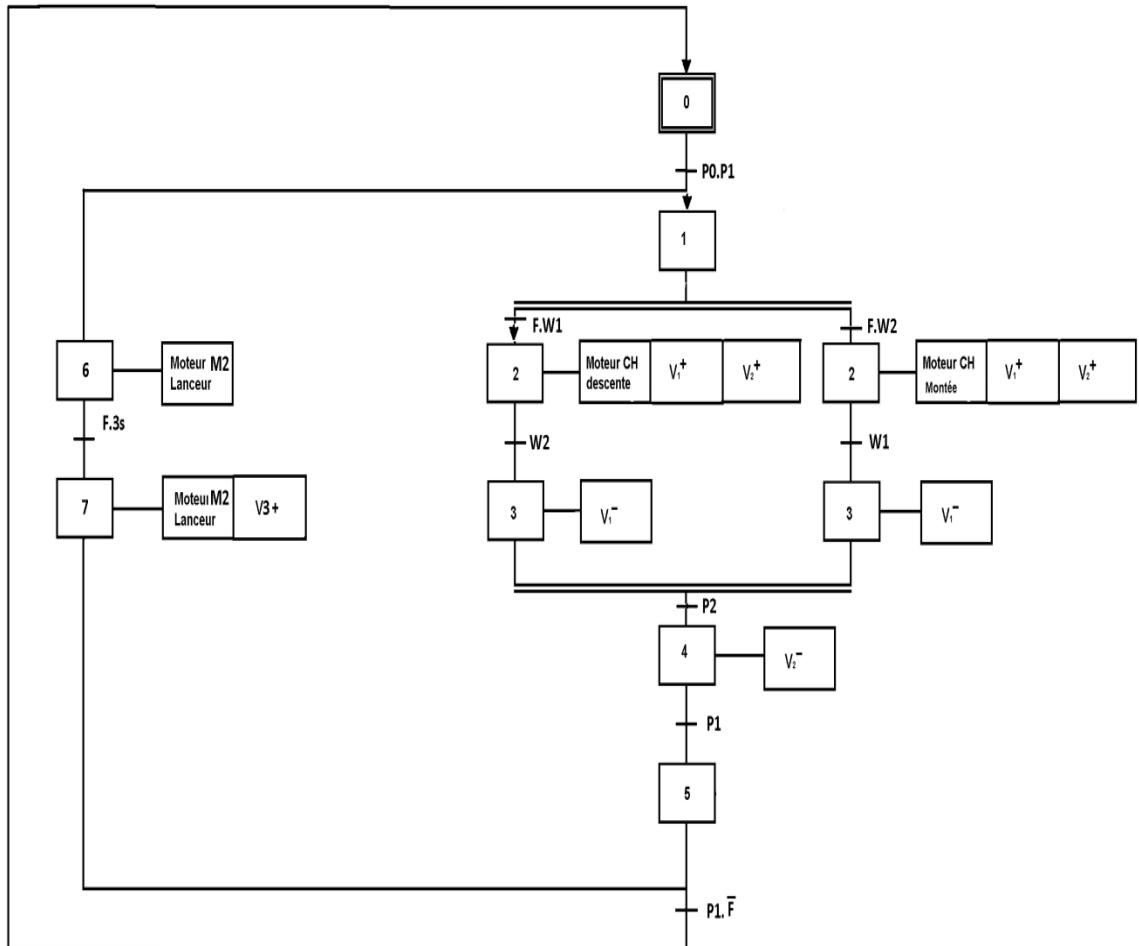 0
P0.P1
1
F.W1
F.W2
6
Moteur M2
Lanceur
2
Moteur CH
descente
V₁⁺
V₂⁺
2
Moteur CH
Montée
V₁⁺
V₂⁺
F.3s
W2
W1
7
Moteur M2
Lanceur
V3+
3
V₁⁻
3
V₁⁻
P2
4
V₂⁻
P1
5
P1.F̅